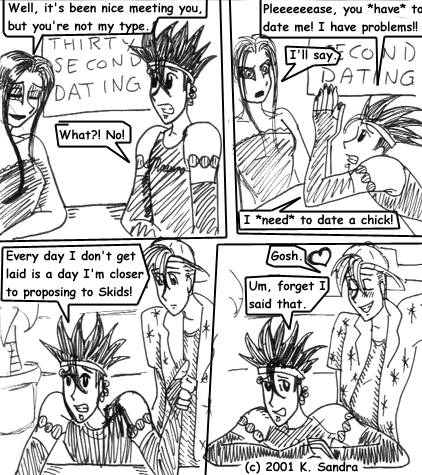 Well, it's been nice meeting you,
but you're not my type.
THIRTY
SECOND
DATING
What?! No!
Pleeeeeease, you *have* to
date me! I have problems!!
I'll say.
SECOND
DATING
I *need* to date a chick!
Every day I don't get
laid is a day I'm closer
to proposing to Skids!
Gosh.
Um, forget I
said that.
(c) 2001 K. Sandra